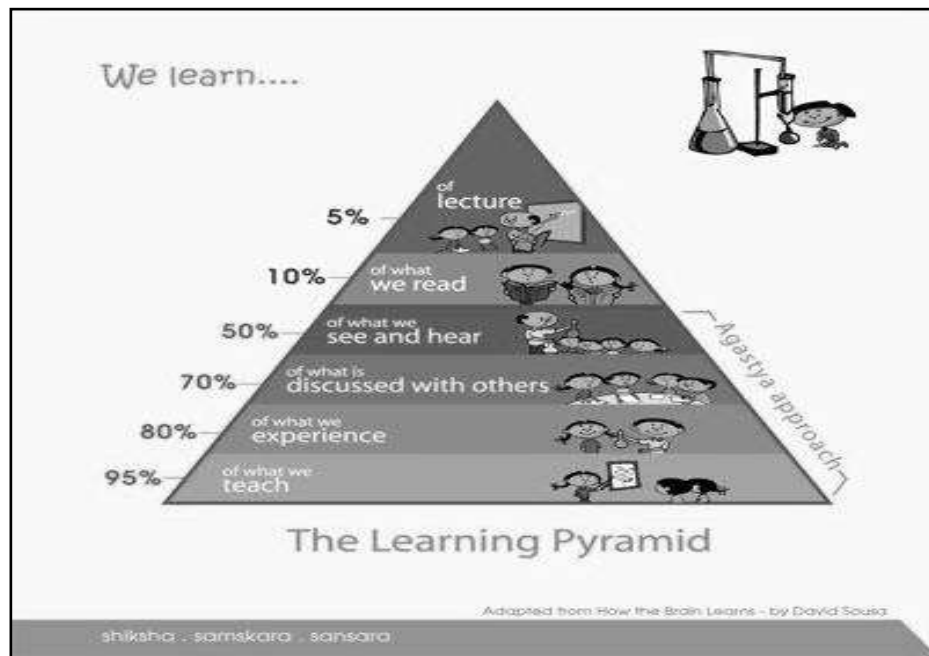 We learn....
of
lecture
5%
of what
we read
10%
of what we
see and hear
50%
of what is
discussed with others
70%
of what we
experience
80%
of what we
teach
95%
Agastya approach
The Learning Pyramid
Adapted from How the Brain Learns - by David Sousa
shiksha . samskara . sansara